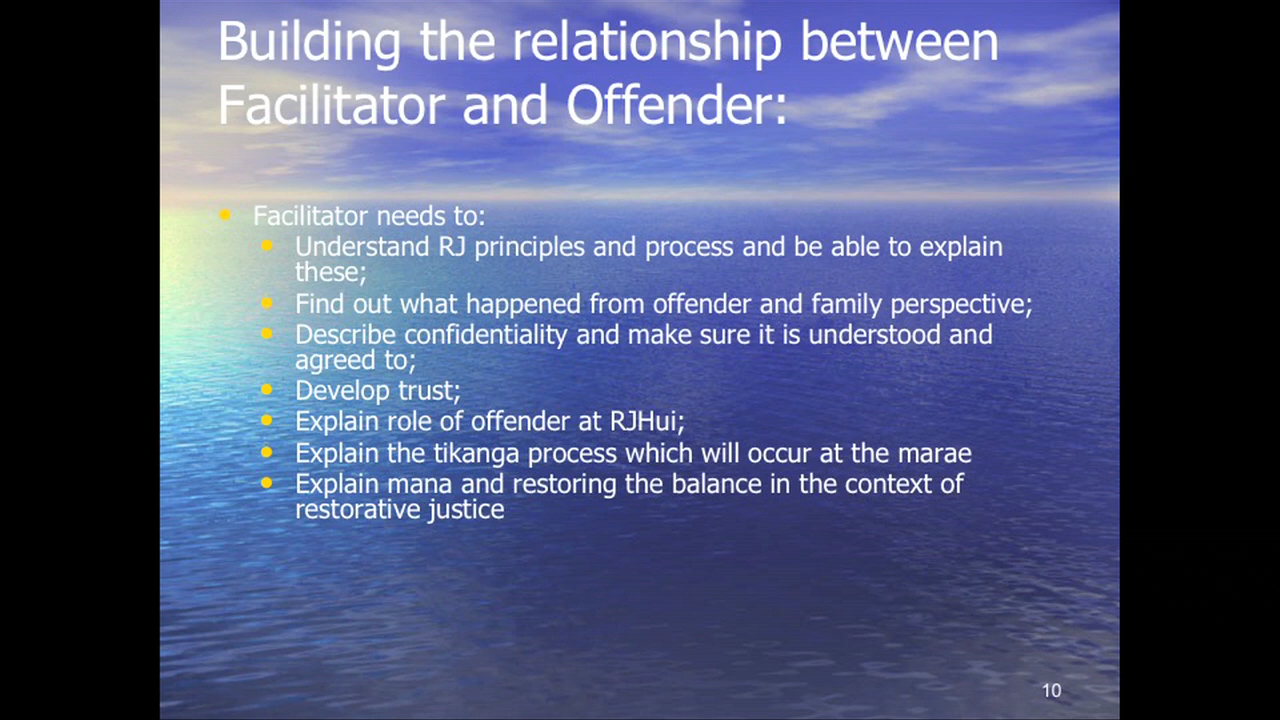 Building the relationship between
Facilitator and Offender:
Facilitator needs to:
Understand RJ principles and process and be able to explain
these;
Find out what happened from offender and family perspective;
Describe confidentiality and make sure it is understood and
agreed to;
Develop trust;
Explain role of offender at RJHui;
Explain the tikanga process which will occur at the marae
Explain mana and restoring the balance in the context of
restorative justice
10